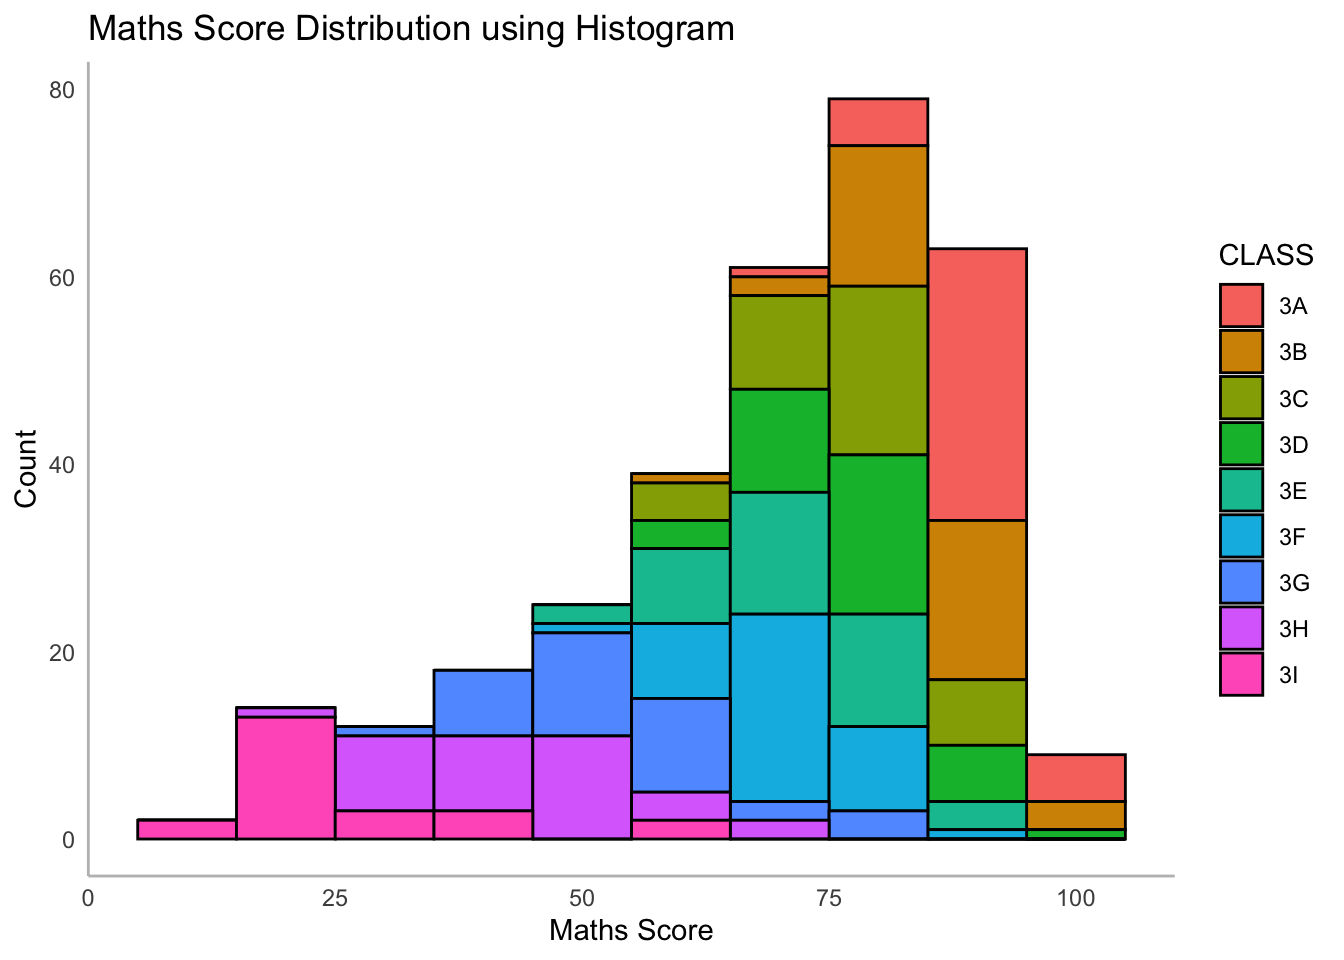 Maths Score Distribution using Histogram
80
60
40
20
0
Count
0 25 50 75 100
Maths Score
CLASS
3A
3B
3C
3D
3E
3F
3G
3H
3I